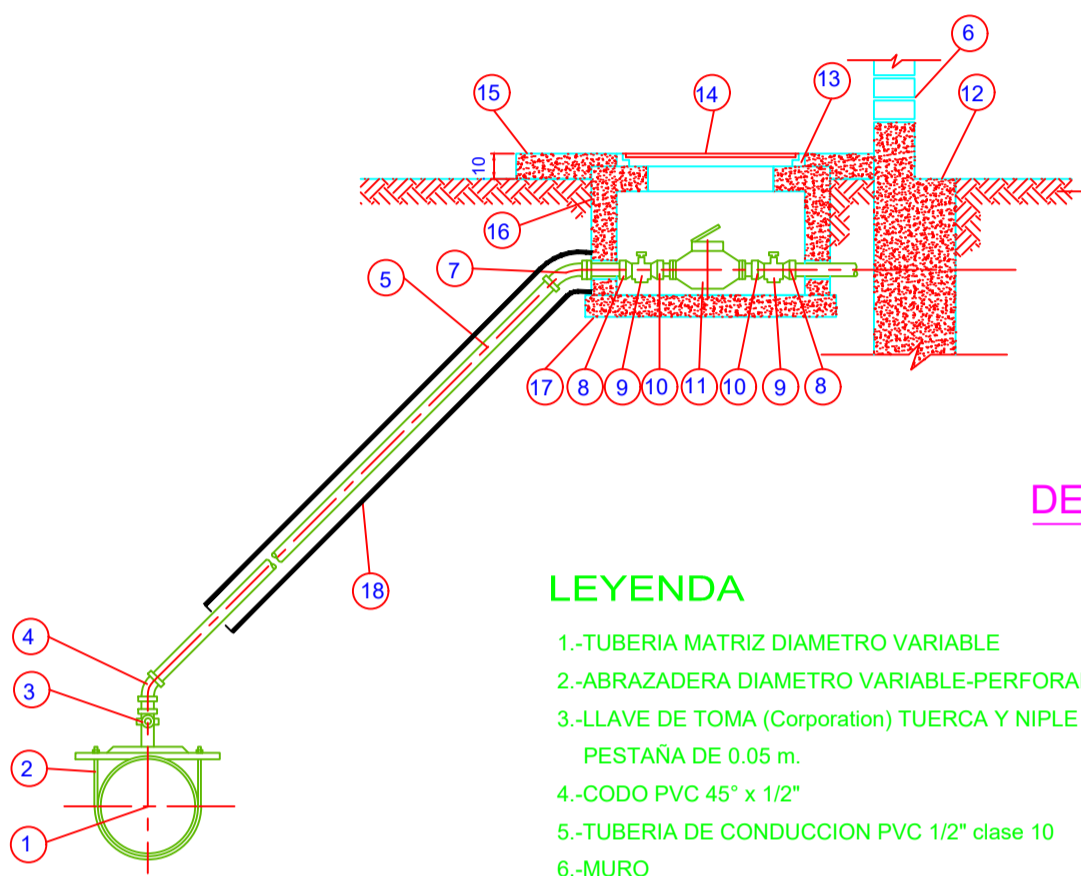 6
15
14
13
12
10
16
7
5
17
8
9
10
11
10
9
8
18
4
3
2
1
DE
LEYENDA
1.-TUBERIA MATRIZ DIAMETRO VARIABLE
2.-ABRAZADERA DIAMETRO VARIABLE-PERFORA
3.-LLAVE DE TOMA (Corporation) TUERCA Y NIPLE
PESTAÑA DE 0.05 m.
4.-CODO PVC 45° x 1/2"
5.-TUBERIA DE CONDUCCION PVC 1/2" clase 10
6.-MURO